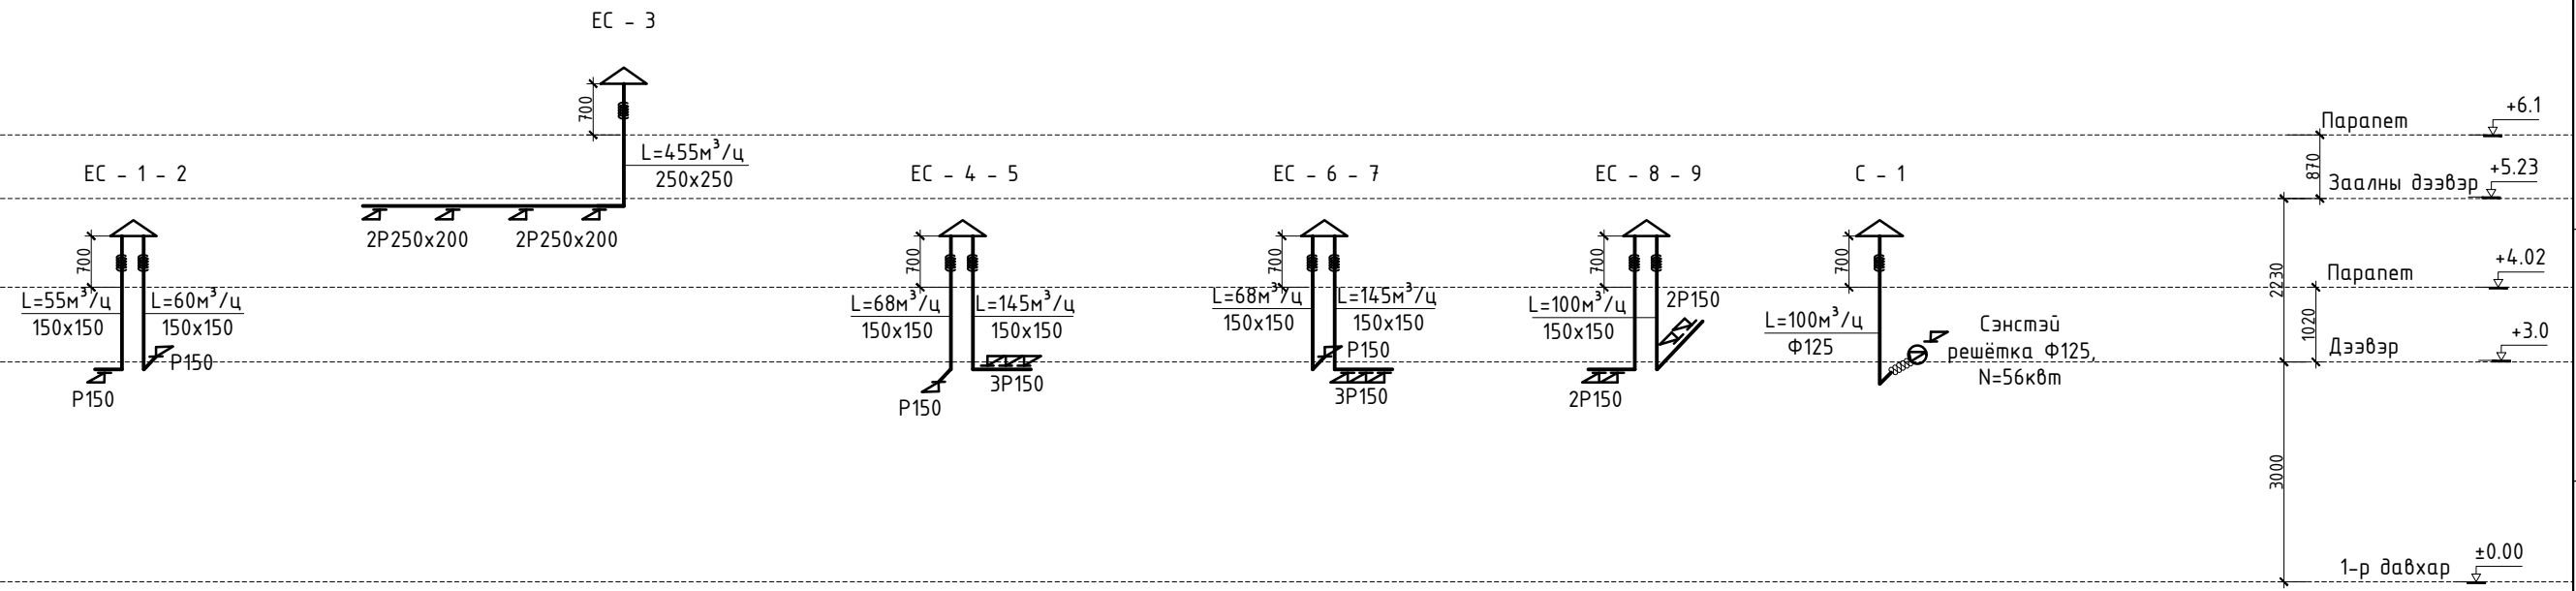 ЕС - 3
700
L=455м³/ц
250x250
Парапет
+6.1
870
ЕС - 1 - 2
ЕС - 4 - 5
ЕС - 6 - 7
ЕС - 8 - 9
С - 1
Заалны дээвэр
+5.23
2Р250x200
2Р250x200
700
700
700
700
700
2230
Парапет
+4.02
L=55м³/ц
150x150
L=60м³/ц
150x150
L=68м³/ц
150x150
L=145м³/ц
150x150
L=68м³/ц
150x150
L=145м³/ц
150x150
L=100м³/ц
150x150
2Р150
L=100м³/ц
Ф125
Сэнстэй
решётка Ф125,
N=56квт
1020
Дээвэр
+3.0
Р150
Р150
Р150
3Р150
Р150
3Р150
2Р150
3000
1-р давхар
±0.00